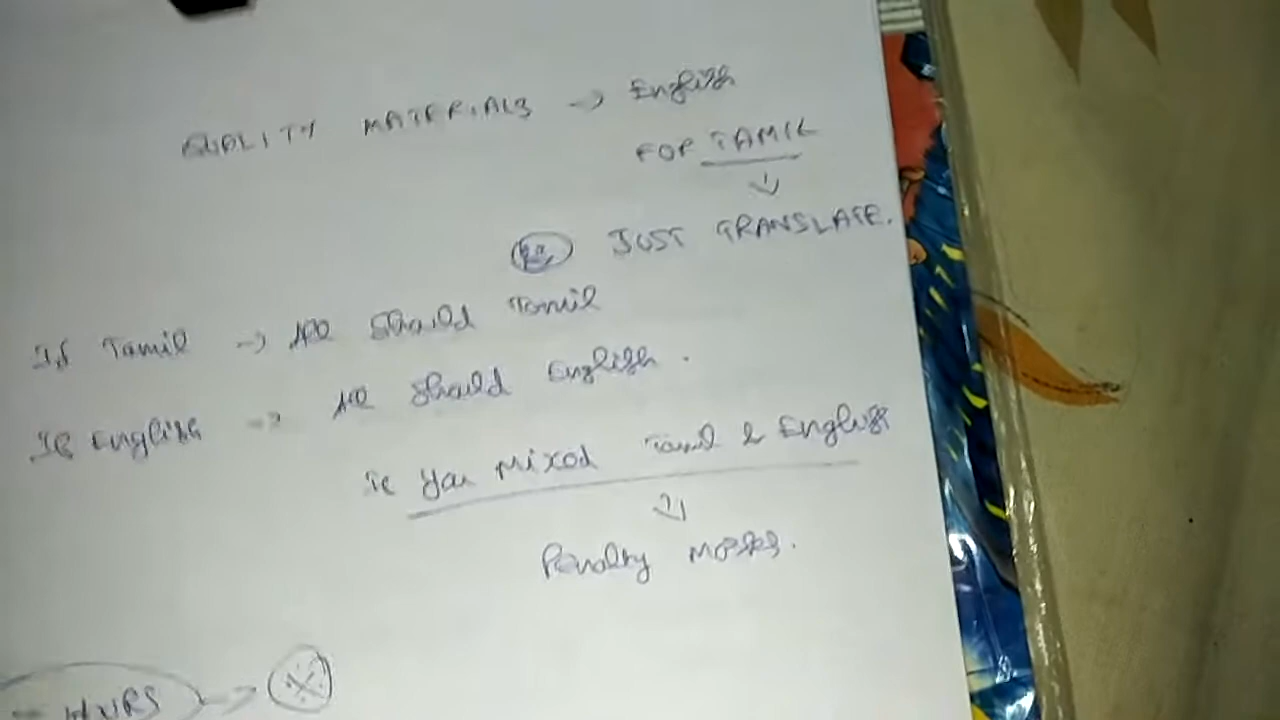 QUALITY MATERIALS → English
FOR TAMIL
↓
JUST TRANSLATE.
If Tamil → All Should Tamil
If English → All Should English.
If You Mixed Tamil & English
↓
Penalty Marks.
HURS →